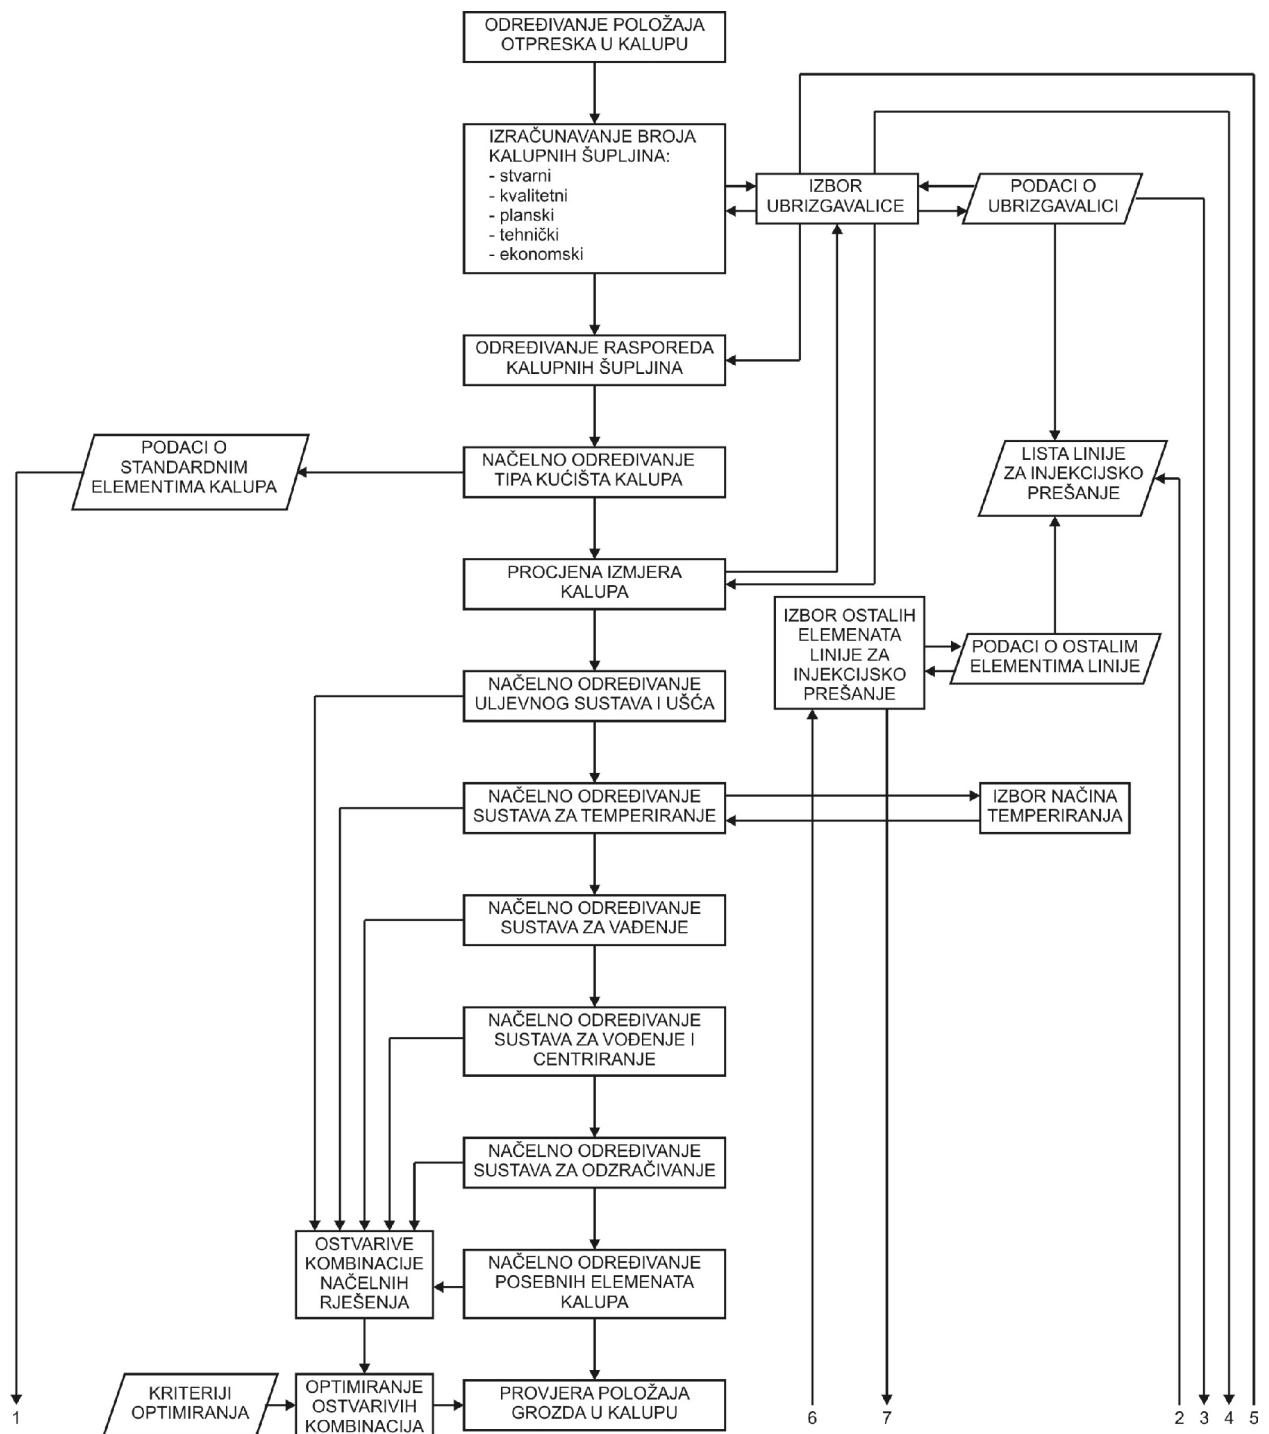 ODREĐIVANJE POLOŽAJA
OTPRESKA U KALUPU
IZRAČUNAVANJE BROJA
KALUPNIH ŠUPLJINA:
- stvarni
- kvalitetni
- planski
- tehnički
- ekonomski
IZBOR
UBRIZGAVALICE
PODACI O
UBRIZGAVALICI
ODREĐIVANJE RASPOREDA
KALUPNIH ŠUPLJINA
PODACI O
STANDARDNIM
ELEMENTIMA KALUPA
NAČELNO ODREĐIVANJE
TIPA KUĆIŠTA KALUPA
LISTA LINIJE
ZA INJEKCIJSKO
PREŠANJE
PROCJENA IZMJERA
KALUPA
IZBOR OSTALIH
ELEMENATA
LINIJE ZA
INJEKCIJSKO
PREŠANJE
PODACI O OSTALIM
ELEMENTIMA LINIJE
NAČELNO ODREĐIVANJE
ULJEVNOG SUSTAVA I UŠĆA
NAČELNO ODREĐIVANJE
SUSTAVA ZA TEMPERIRANJE
IZBOR NAČINA
TEMPERIRANJA
NAČELNO ODREĐIVANJE
SUSTAVA ZA VAĐENJE
NAČELNO ODREĐIVANJE
SUSTAVA ZA VOĐENJE I
CENTRIRANJE
NAČELNO ODREĐIVANJE
SUSTAVA ZA ODZRAČIVANJE
OSTVARIVE
KOMBINACIJE
NAČELNIH
RJEŠENJA
NAČELNO ODREĐIVANJE
POSEBNIH ELEMENATA
KALUPA
KRITERIJI
OPTIMIRANJA
OPTIMIRANJE
OSTVARIVIH
KOMBINACIJA
PROVJERA POLOŽAJA
GROZDA U KALUPU
1 6 7 2 3 4 5